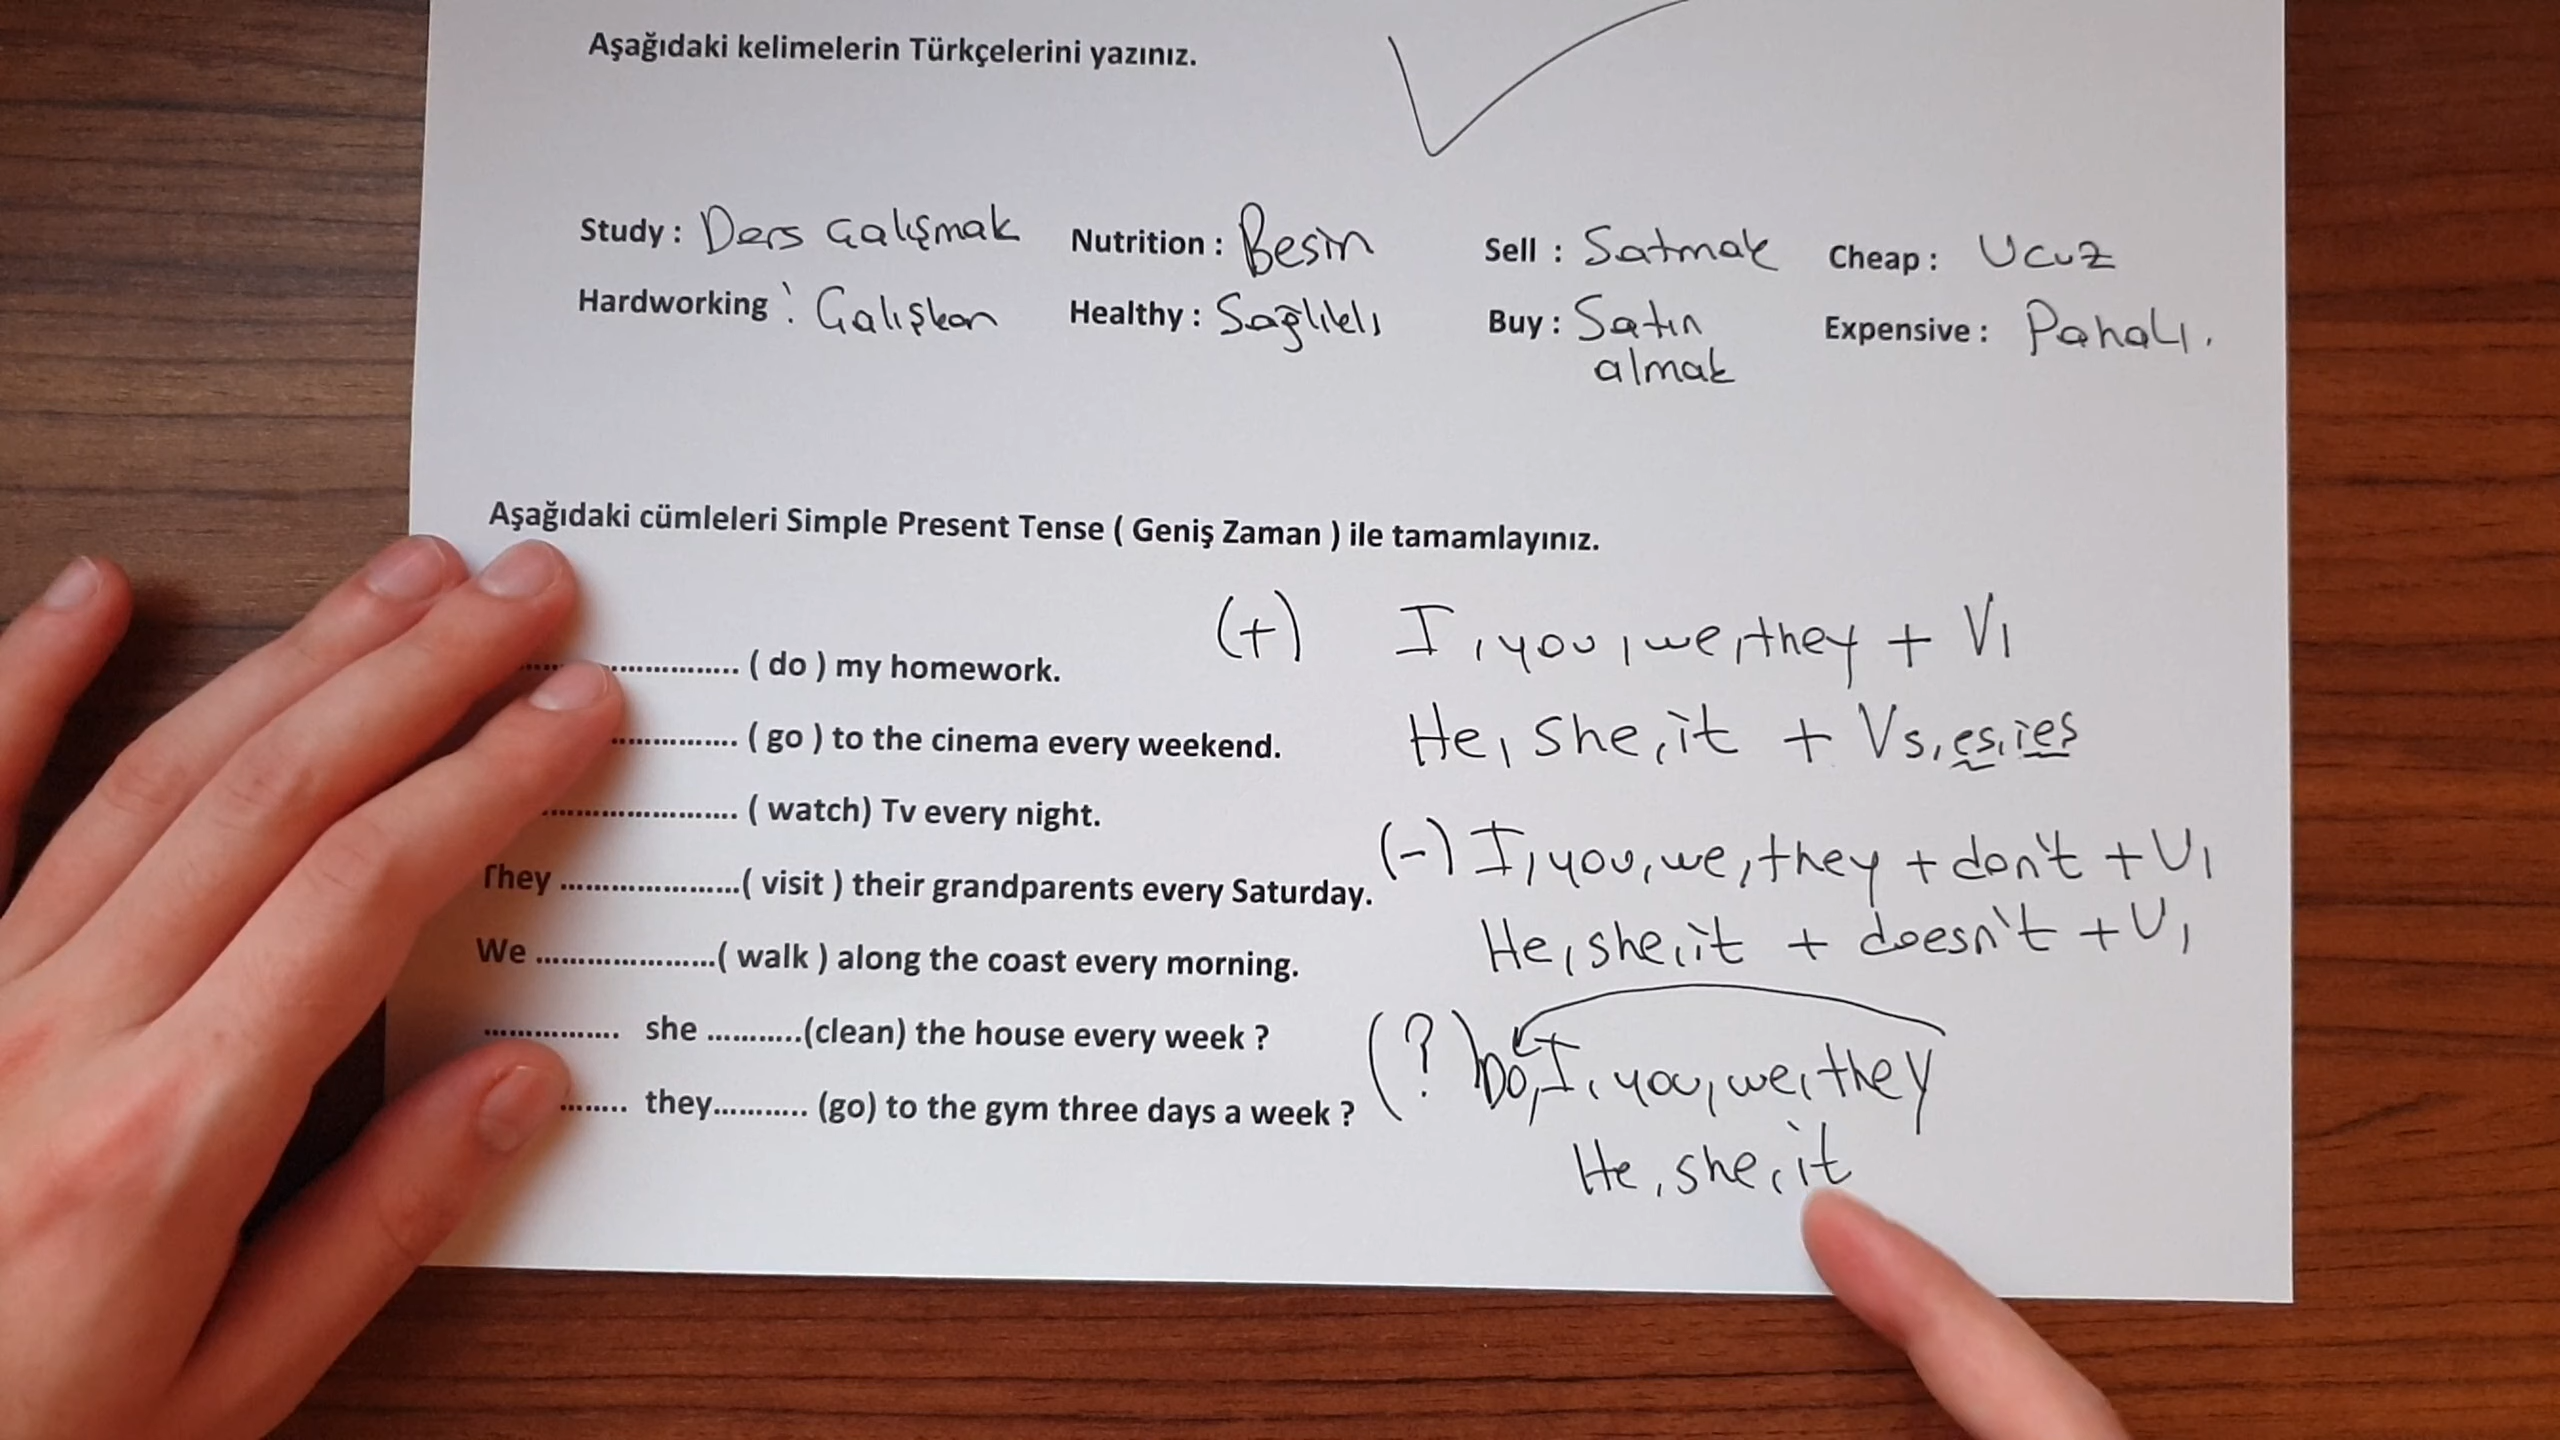 Aşağıdaki kelimelerin Türkçelerini yazınız.
Study : Ders Çalışmak Nutrition : Besin Sell : Satmak Cheap : Ucuz
Hardworking : Çalışkan Healthy : Sağlıklı Buy : Satın almak Expensive : Pahalı.
Aşağıdaki cümleleri Simple Present Tense ( Geniş Zaman ) ile tamamlayınız.
.................... ( do ) my homework.
............... ( go ) to the cinema every weekend.
....................... ( watch) Tv every night.
They .....................( visit ) their grandparents every Saturday.
We .....................( walk ) along the coast every morning.
................ she ...........(clean) the house every week ?
........ they........... (go) to the gym three days a week ?
(+) I, you, we, they + V1
He, she, it + Vs, es, ies
(-) I, you, we, they + don't + V1
He, she, it + doesn't + V1
(?) Do, I, you, we, they
He, she, it